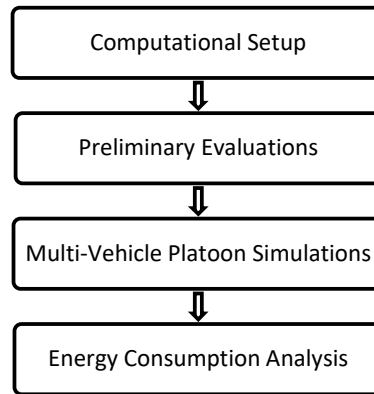 Computational Setup
Preliminary Evaluations
Multi-Vehicle Platoon Simulations
Energy Consumption Analysis